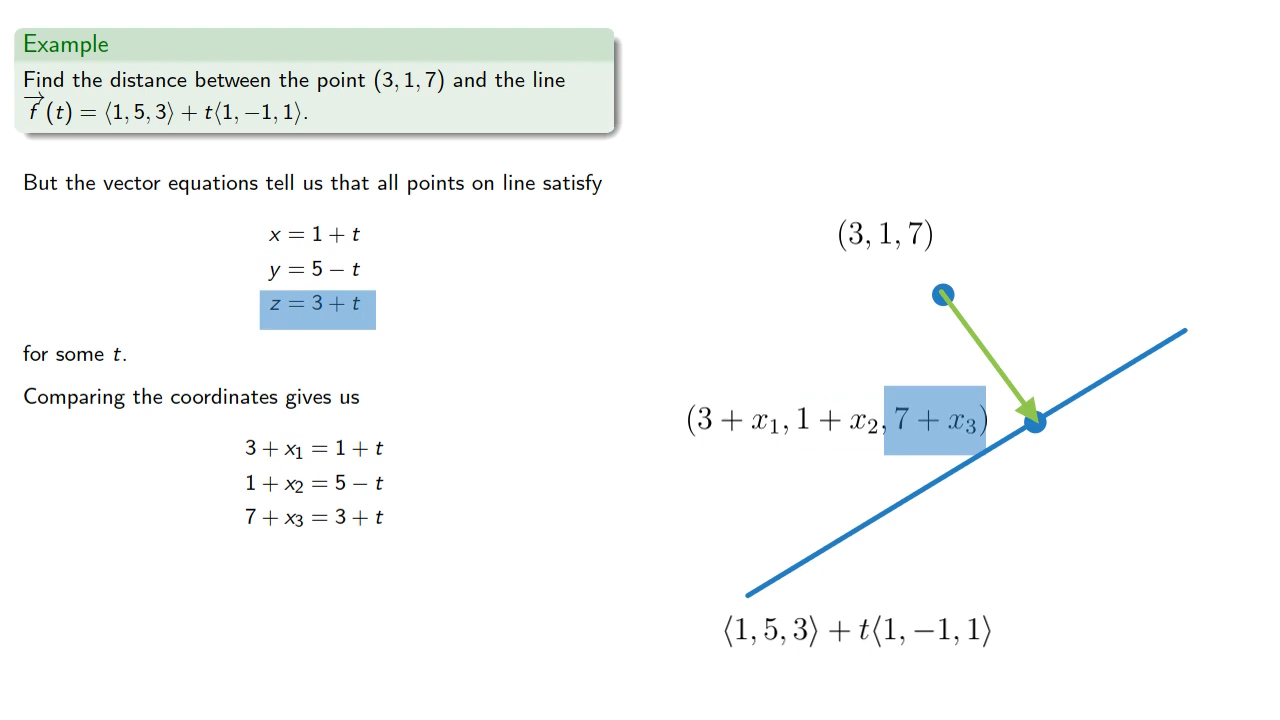 Example
Find the distance between the point (3, 1, 7) and the line
f⃗(t) = ⟨1, 5, 3⟩ + t⟨1, −1, 1⟩.
But the vector equations tell us that all points on line satisfy
x = 1 + t
y = 5 − t
z = 3 + t
for some t.
Comparing the coordinates gives us
3 + x₁ = 1 + t
1 + x₂ = 5 − t
7 + x₃ = 3 + t
(3, 1, 7)
(3 + x₁, 1 + x₂, 7 + x₃)
⟨1, 5, 3⟩ + t⟨1, −1, 1⟩